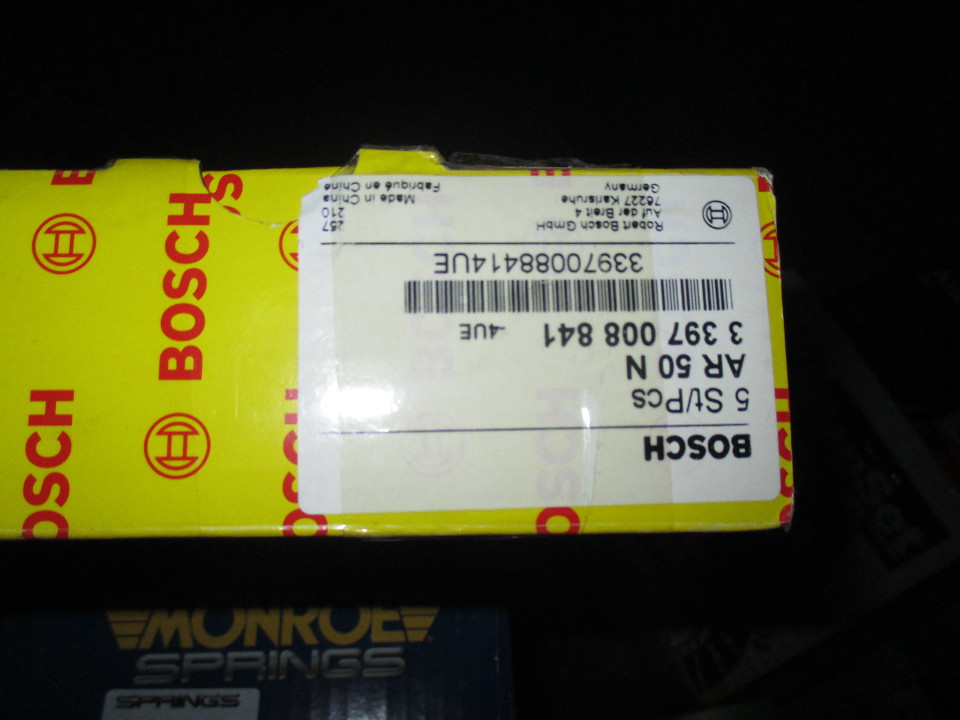 BOSCH
5 St/Pcs
AR 50 N
3 397 008 841 -4UE
3397008841 4UE
Robert Bosch GmbH
Auf der Breit 4
76227 Karlsruhe
Germany
257
210
Made in China
Fabriqué en Chine
BOSCH
BOSCH
MONROE
SPRINGS
SPRINGS